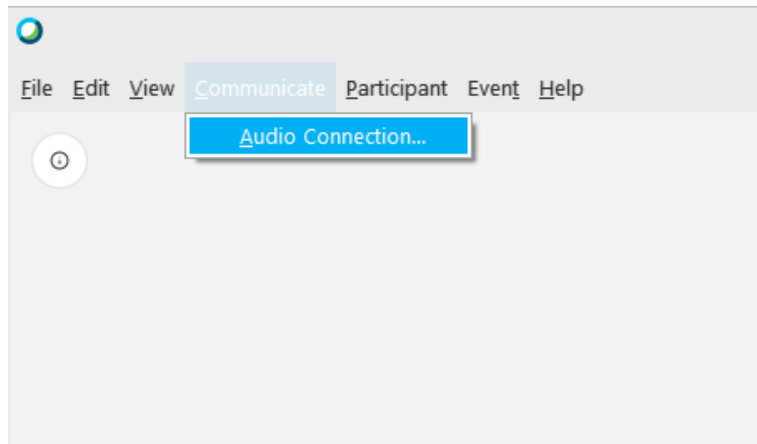 File Edit View Communicate Participant Event Help
Audio Connection...